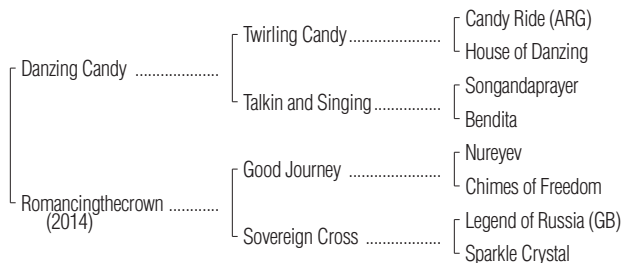 Candy Ride (ARG)
Twirling Candy......................
House of Danzing
Danzing Candy ....................
Songandaprayer
Talkin and Singing................
Bendita
Nureyev
Good Journey ......................
Chimes of Freedom
Romancingthecrown ............
(2014)
Legend of Russia (GB)
Sovereign Cross ..................
Sparkle Crystal